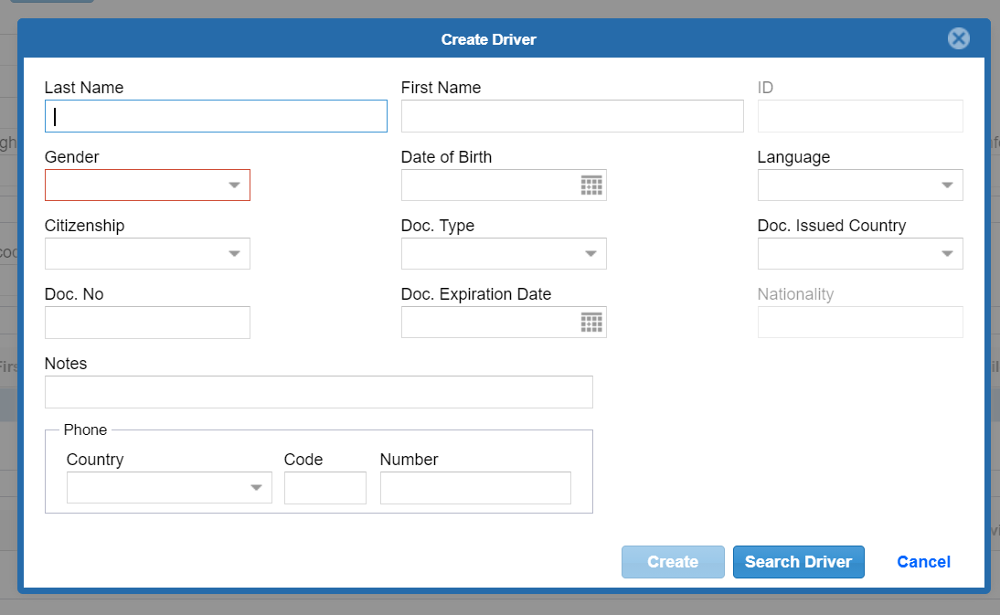 Create Driver
Last Name First Name ID
Gender Date of Birth Language
Citizenship Doc. Type Doc. Issued Country
Doc. No Doc. Expiration Date Nationality
Notes
Phone
Country Code Number
Create Search Driver Cancel